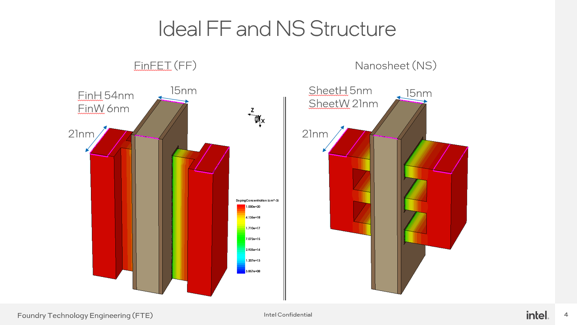 Ideal FF and NS Structure
FinFET (FF)
Nanosheet (NS)
FinH 54nm
FinW 6nm
15nm
21nm
SheetH 5nm
SheetW 21nm
15nm
21nm
Z
X
Foundry Technology Engineering (FTE)
Intel Confidential
intel.
4